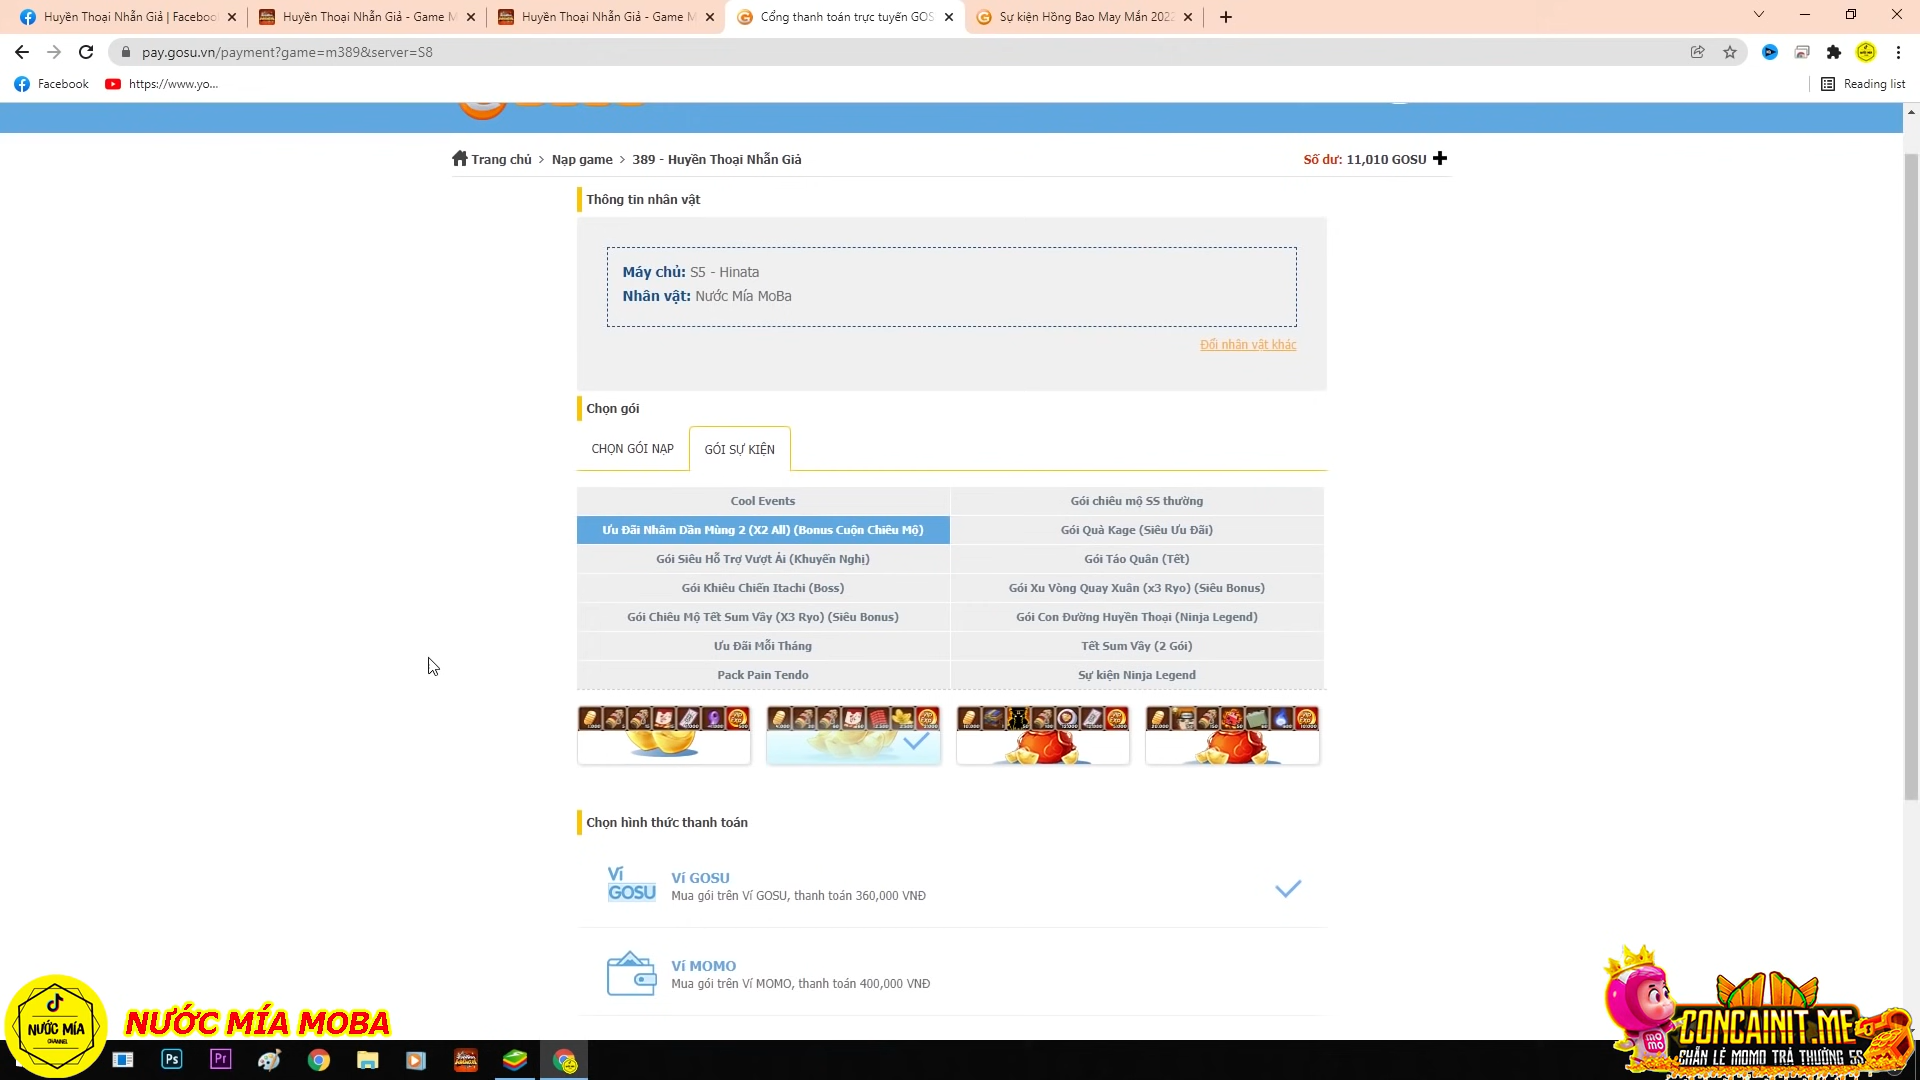 Huyền Thoại Nhẫn Giả | Faceboo
Huyền Thoại Nhẫn Giả - Game M
Huyền Thoại Nhẫn Giả - Game M
Cổng thanh toán trực tuyến GOS
Sự kiện Hồng Bao May Mắn 2022
pay.gosu.vn/payment?game=m389&server=S8
Facebook
https://www.yo...
Reading list
Trang chủ > Nạp game > 389 - Huyền Thoại Nhẫn Giả
Số dư: 11,010 GOSU
Thông tin nhân vật
Máy chủ: S5 - Hinata
Nhân vật: Nước Mía MoBa
Đổi nhân vật khác
Chọn gói
CHỌN GÓI NẠP
GÓI SỰ KIỆN
Cool Events
Gói chiêu mộ SS thường
Ưu Đãi Nhâm Dần Mùng 2 (X2 All) (Bonus Cuộn Chiêu Mộ)
Gói Quà Kage (Siêu Ưu Đãi)
Gói Siêu Hỗ Trợ Vượt Ải (Khuyến Nghị)
Gói Táo Quân (Tết)
Gói Khiêu Chiến Itachi (Boss)
Gói Xu Vòng Quay Xuân (x3 Ryo) (Siêu Bonus)
Gói Chiêu Mộ Tết Sum Vầy (X3 Ryo) (Siêu Bonus)
Gói Con Đường Huyền Thoại (Ninja Legend)
Ưu Đãi Mỗi Tháng
Tết Sum Vầy (2 Gói)
Pack Pain Tendo
Sự kiện Ninja Legend
Chọn hình thức thanh toán
Ví
GOSU
Ví GOSU
Mua gói trên Ví GOSU, thanh toán 360,000 VNĐ
Ví MOMO
Mua gói trên Ví MOMO, thanh toán 400,000 VNĐ
NƯỚC MÍA
CHANNEL
NƯỚC MÍA MOBA
Ps
Pr
mo
mo
CONCAINIT.ME
CHẴN LẺ MOMO TRẢ THƯỞNG 5S